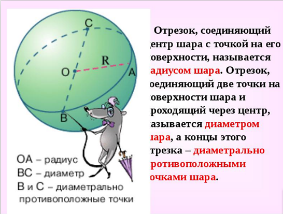 C
R
O
A
B
OA – радиус
BC – диаметр
В и С – диаметрально
противоположные точки
Отрезок, соединяющий
центр шара с точкой на его
поверхности, называется
радиусом шара. Отрезок,
соединяющий две точки на
поверхности шара и
проходящий через центр,
называется диаметром
шара, а концы этого
отрезка – диаметрально
противоположными
точками шара.